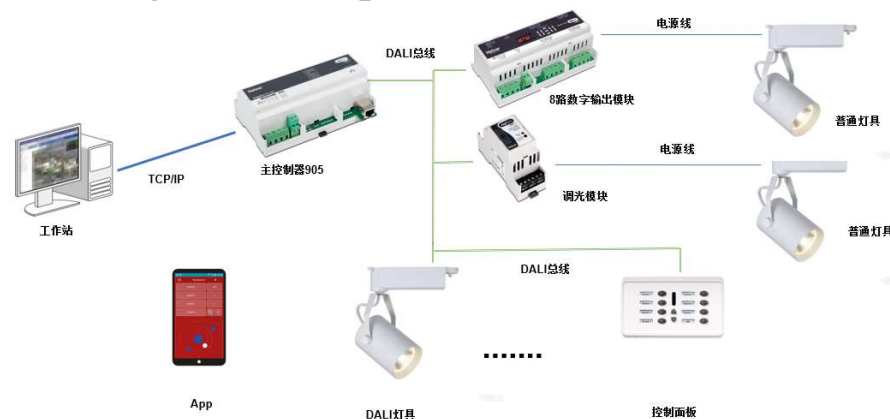 电源线
DALI总线
8路数字输出模块
普通灯具
主控制器905
电源线
TCP/IP
调光模块
工作站
普通灯具
DALI总线
.......
App
DALI灯具
控制面板